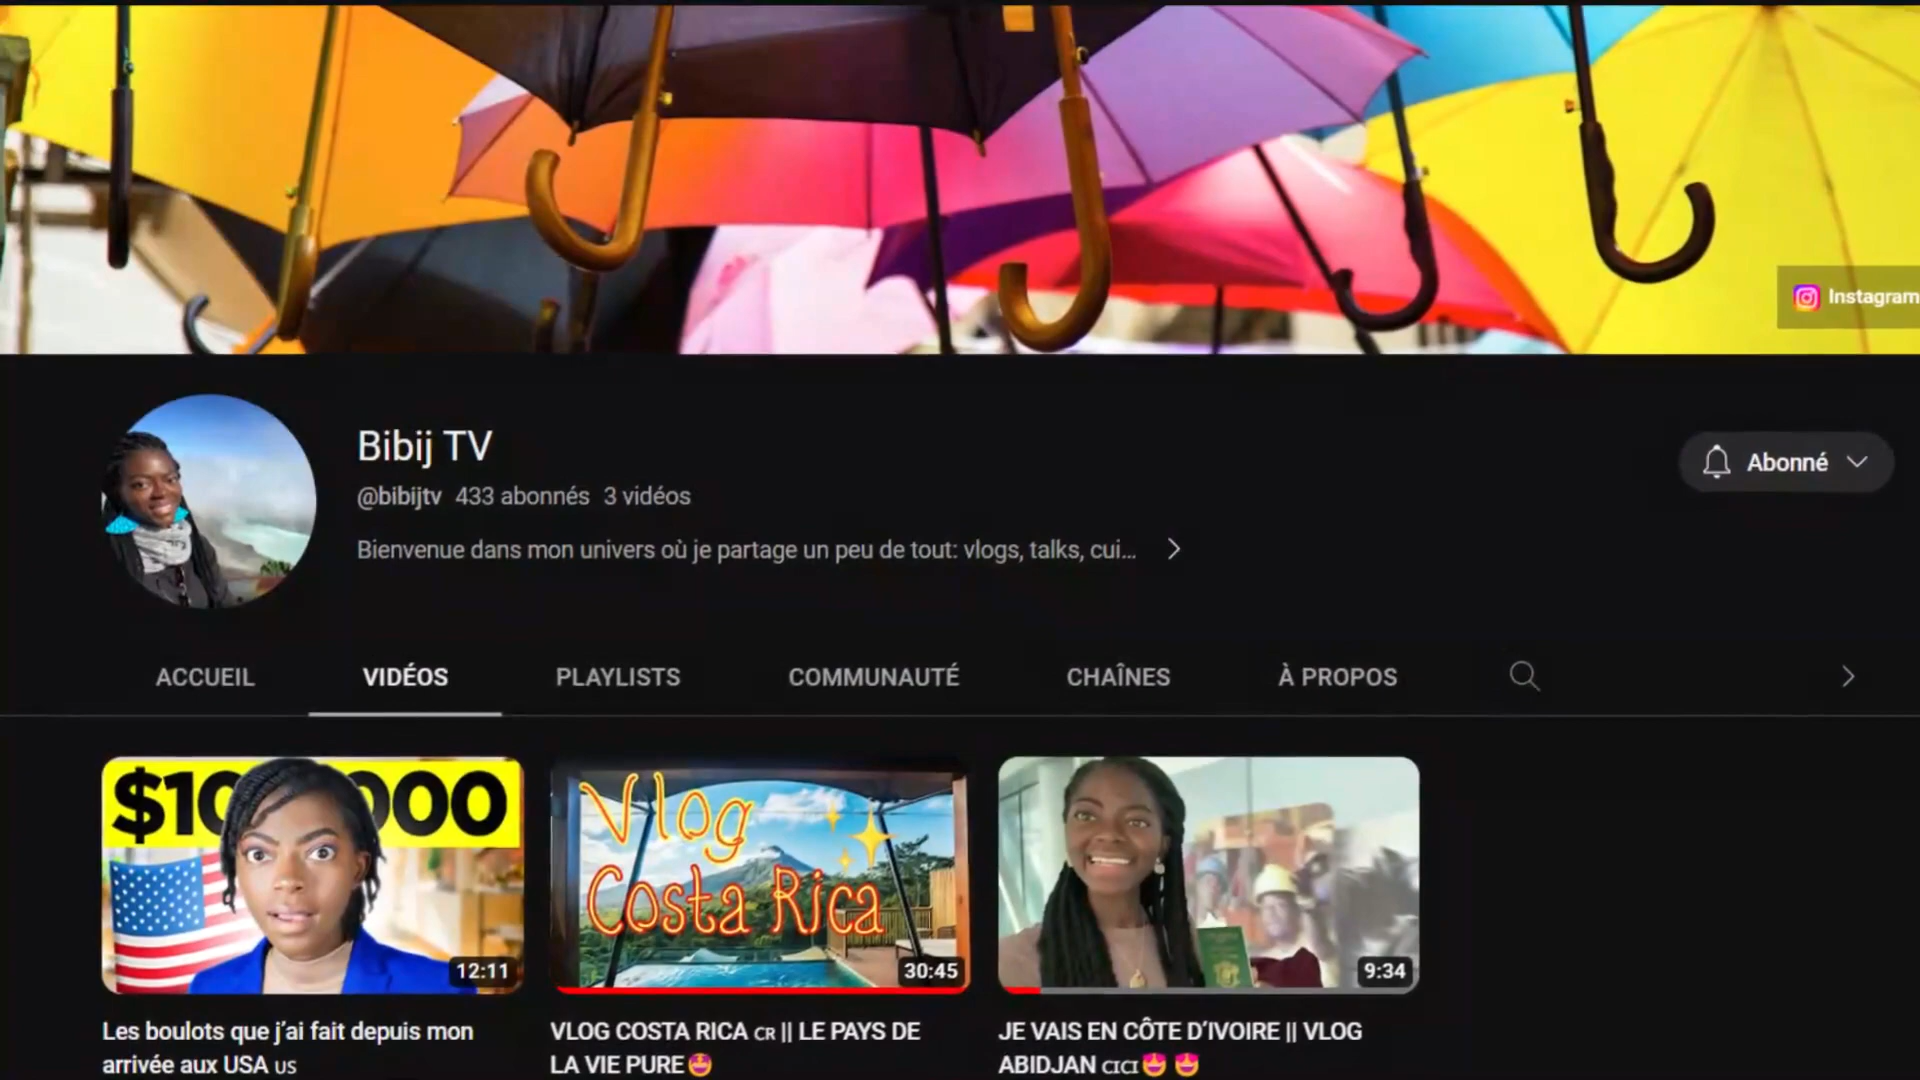 Instagram
Bibij TV
@bibijtv 433 abonnés 3 vidéos
Abonné
Bienvenue dans mon univers où je partage un peu de tout: vlogs, talks, cui...
ACCUEIL VIDÉOS PLAYLISTS COMMUNAUTÉ CHAÎNES À PROPOS
$10 000
12:11
Vlog
Costa Rica
30:45
9:34
Les boulots que j'ai fait depuis mon
arrivée aux USA US
VLOG COSTA RICA CR || LE PAYS DE
LA VIE PURE🤩
JE VAIS EN CÔTE D'IVOIRE || VLOG
ABIDJAN CICI😍 😍